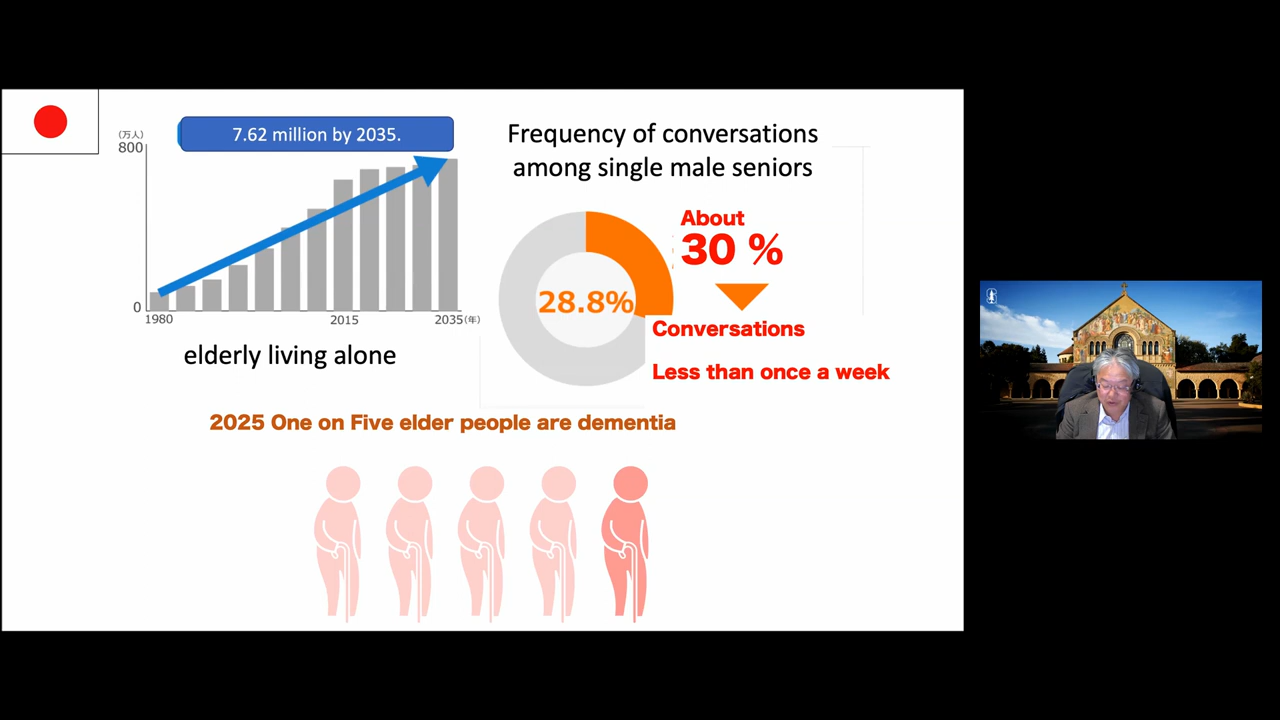 7.62 million by 2035.
(万人)
800
0
1980
2015
2035(年)
elderly living alone
Frequency of conversations
among single male seniors
28.8%
About
30 %
Conversations
Less than once a week
2025 One on Five elder people are dementia